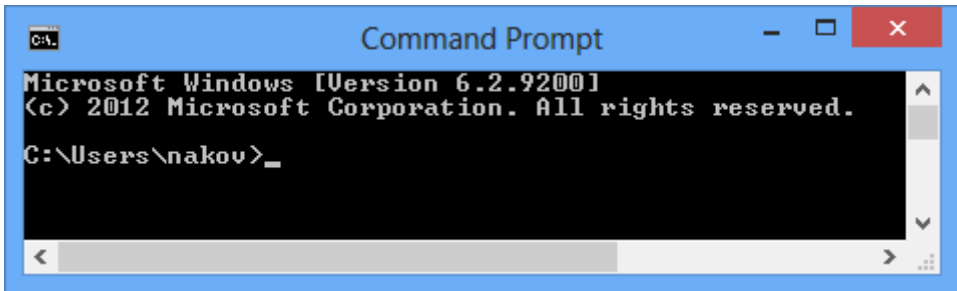 C:\.
Command Prompt
Microsoft Windows [Version 6.2.9200]
(c) 2012 Microsoft Corporation. All rights reserved.
C:\Users\nakov>_